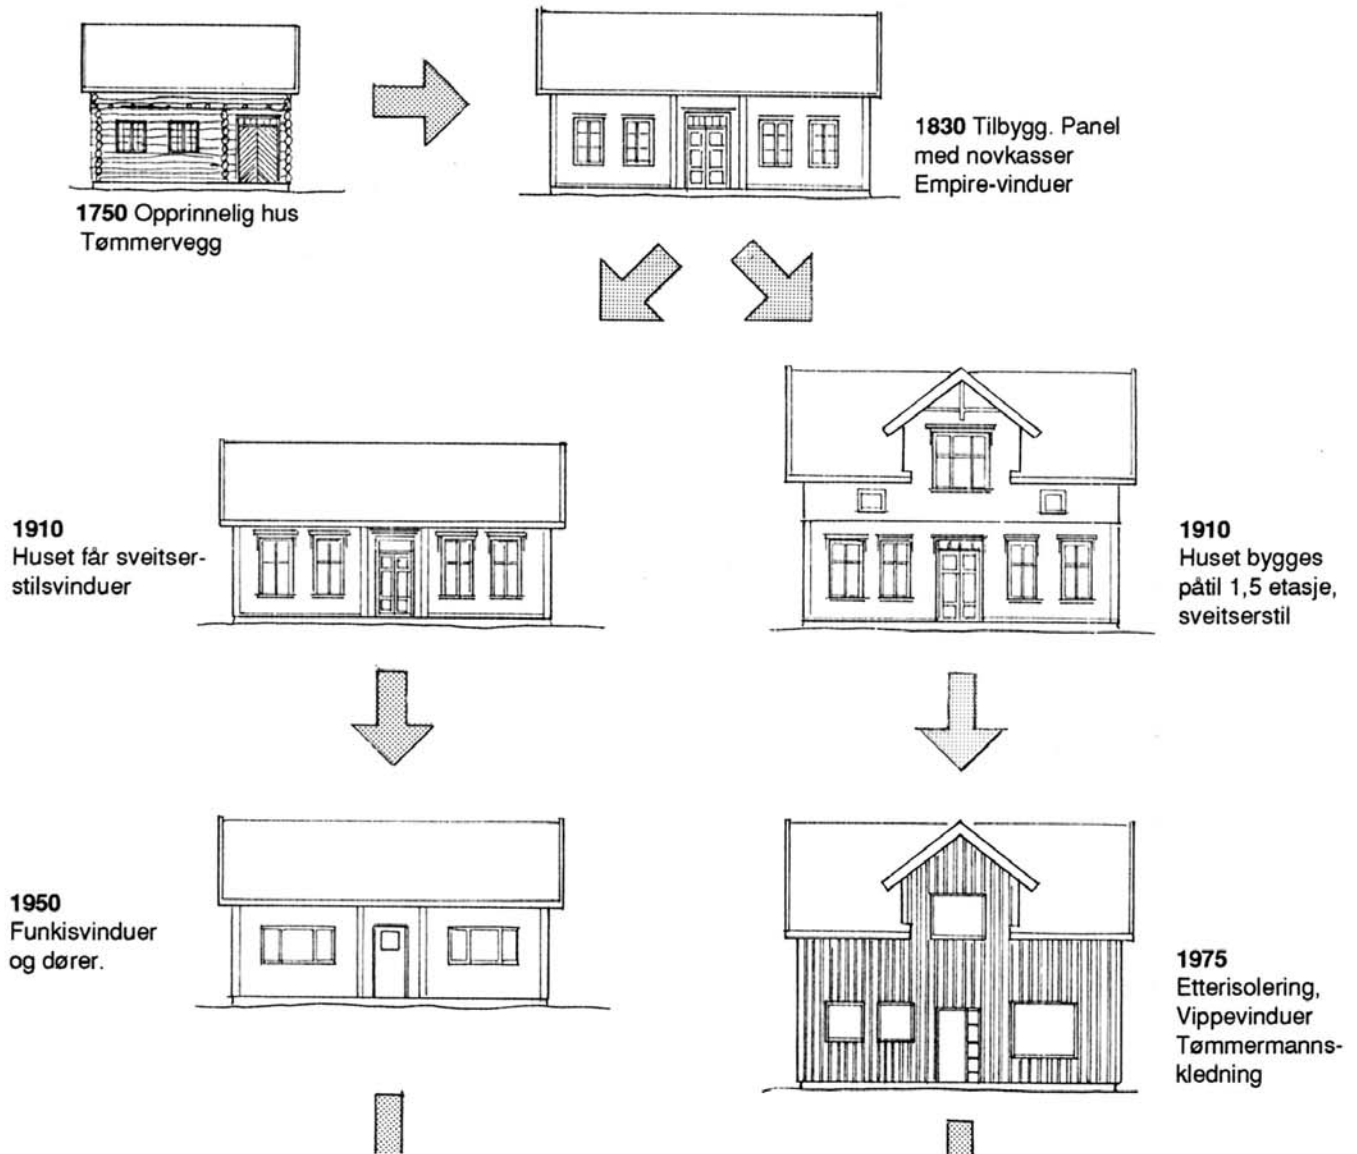 1750 Opprinnelig hus
Tømmervegg
1830 Tilbygg. Panel
med novkasser
Empire-vinduer
1910
Huset får sveitser-
stilsvinduer
1910
Huset bygges
påtil 1,5 etasje,
sveitserstil
1950
Funkisvinduer
og dører.
1975
Etterisolering,
Vippevinduer
Tømmermanns-
kledning